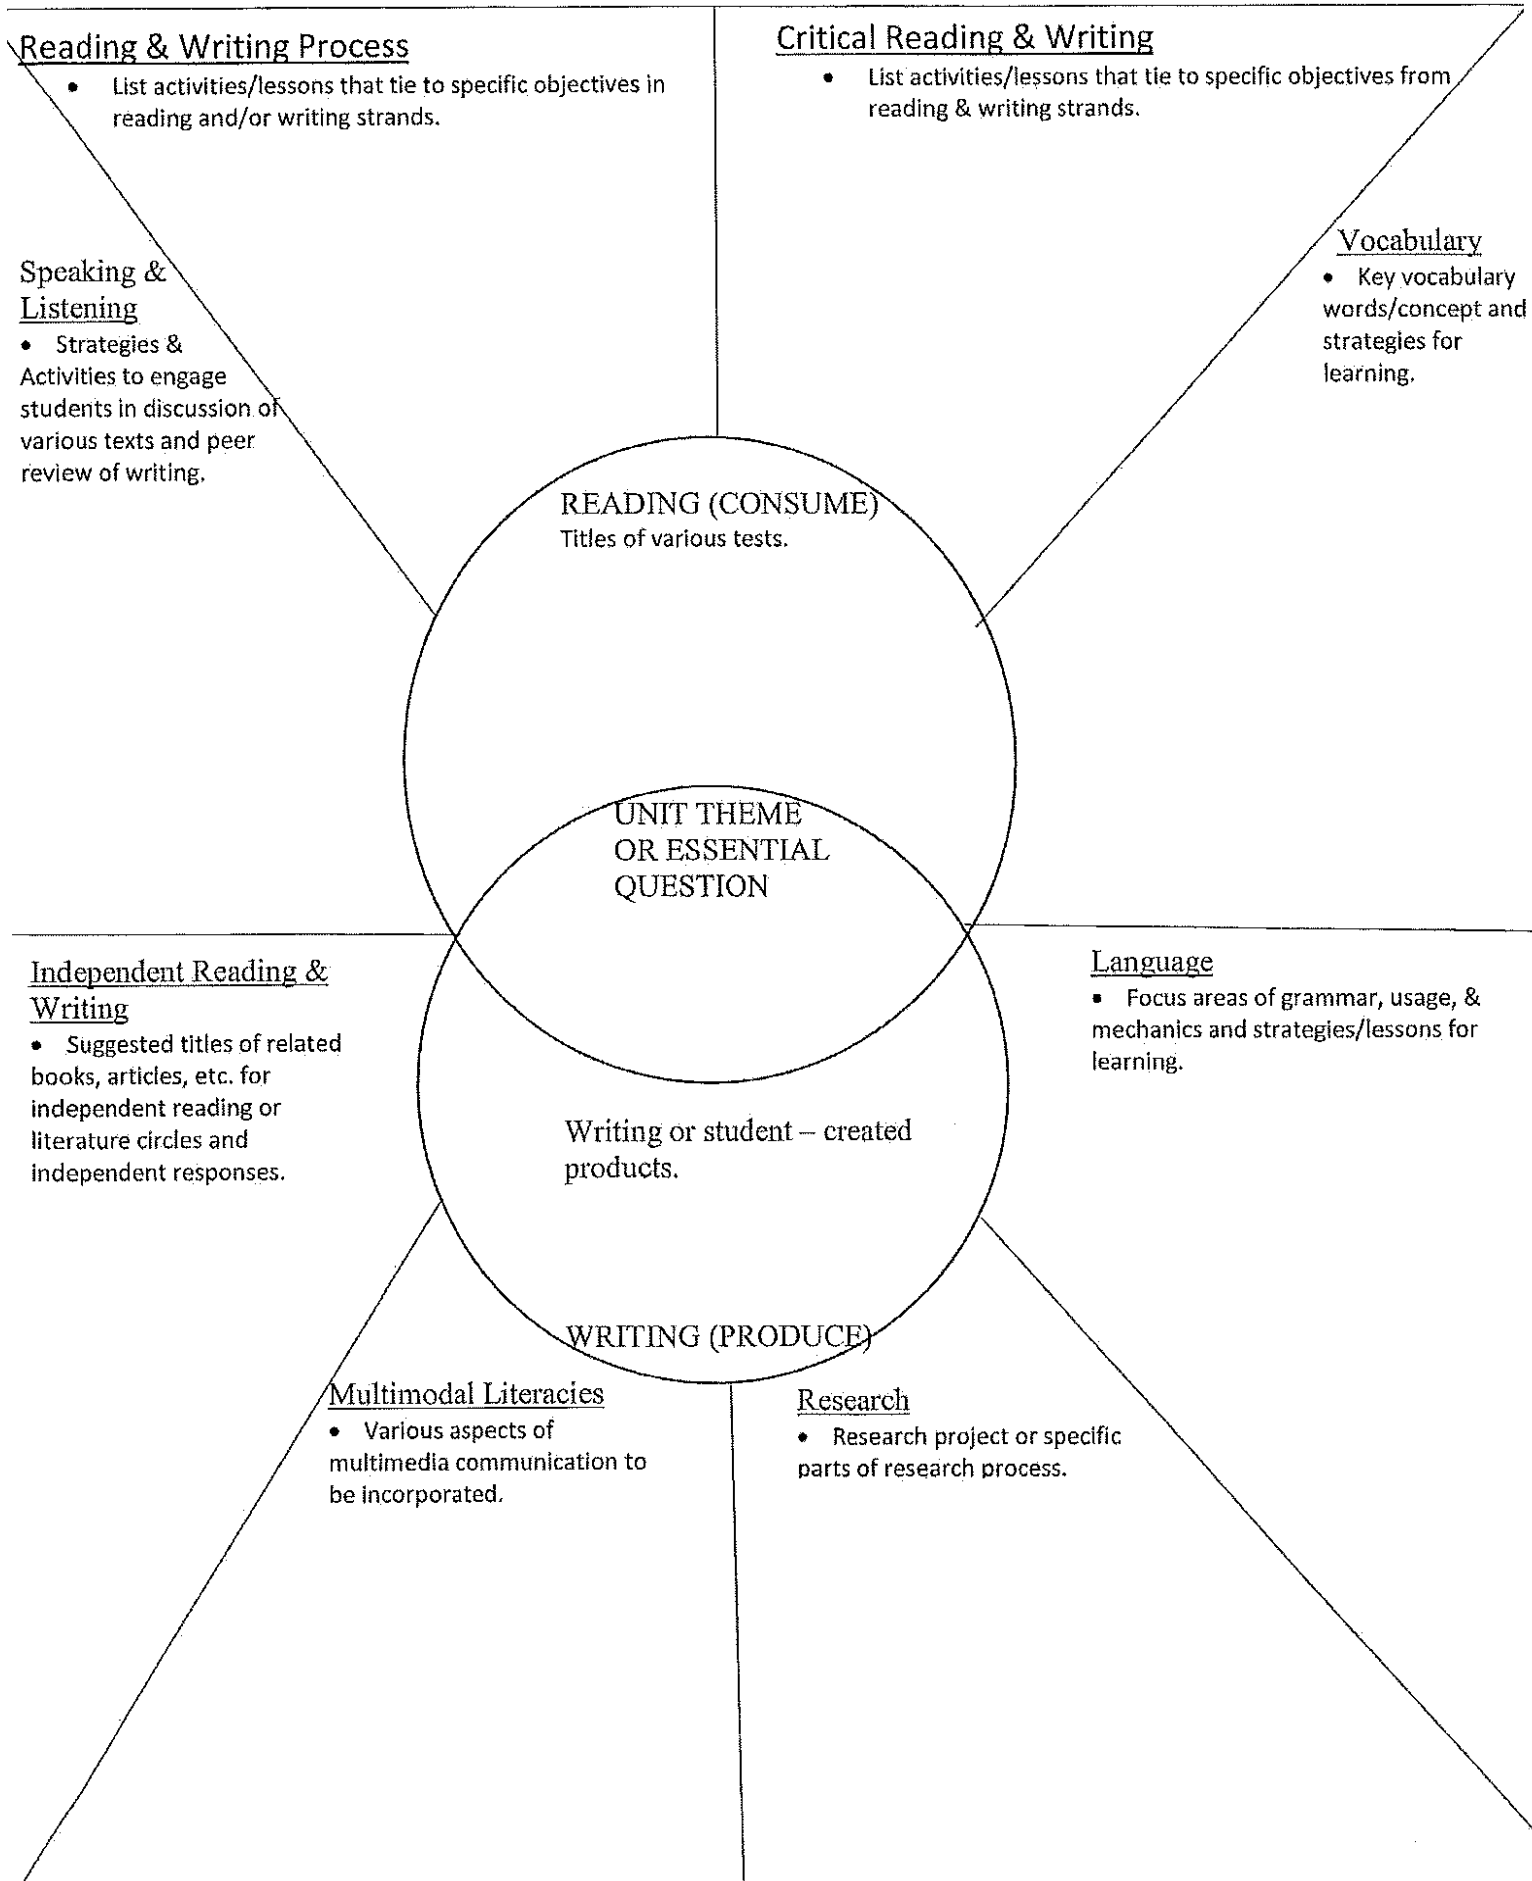 Reading & Writing Process
• List activities/lessons that tie to specific objectives in
reading and/or writing strands.
Critical Reading & Writing
• List activities/lessons that tie to specific objectives from
reading & writing strands.
Speaking &
Listening
• Strategies &
Activities to engage
students in discussion of
various texts and peer
review of writing.
Vocabulary
• Key vocabulary
words/concept and
strategies for
learning.
READING (CONSUME)
Titles of various tests.
UNIT THEME
OR ESSENTIAL
QUESTION
Independent Reading &
Writing
• Suggested titles of related
books, articles, etc. for
independent reading or
literature circles and
independent responses.
Language
• Focus areas of grammar, usage, &
mechanics and strategies/lessons for
learning.
Writing or student – created
products.
WRITING (PRODUCE)
Multimodal Literacies
• Various aspects of
multimedia communication to
be incorporated.
Research
• Research project or specific
parts of research process.